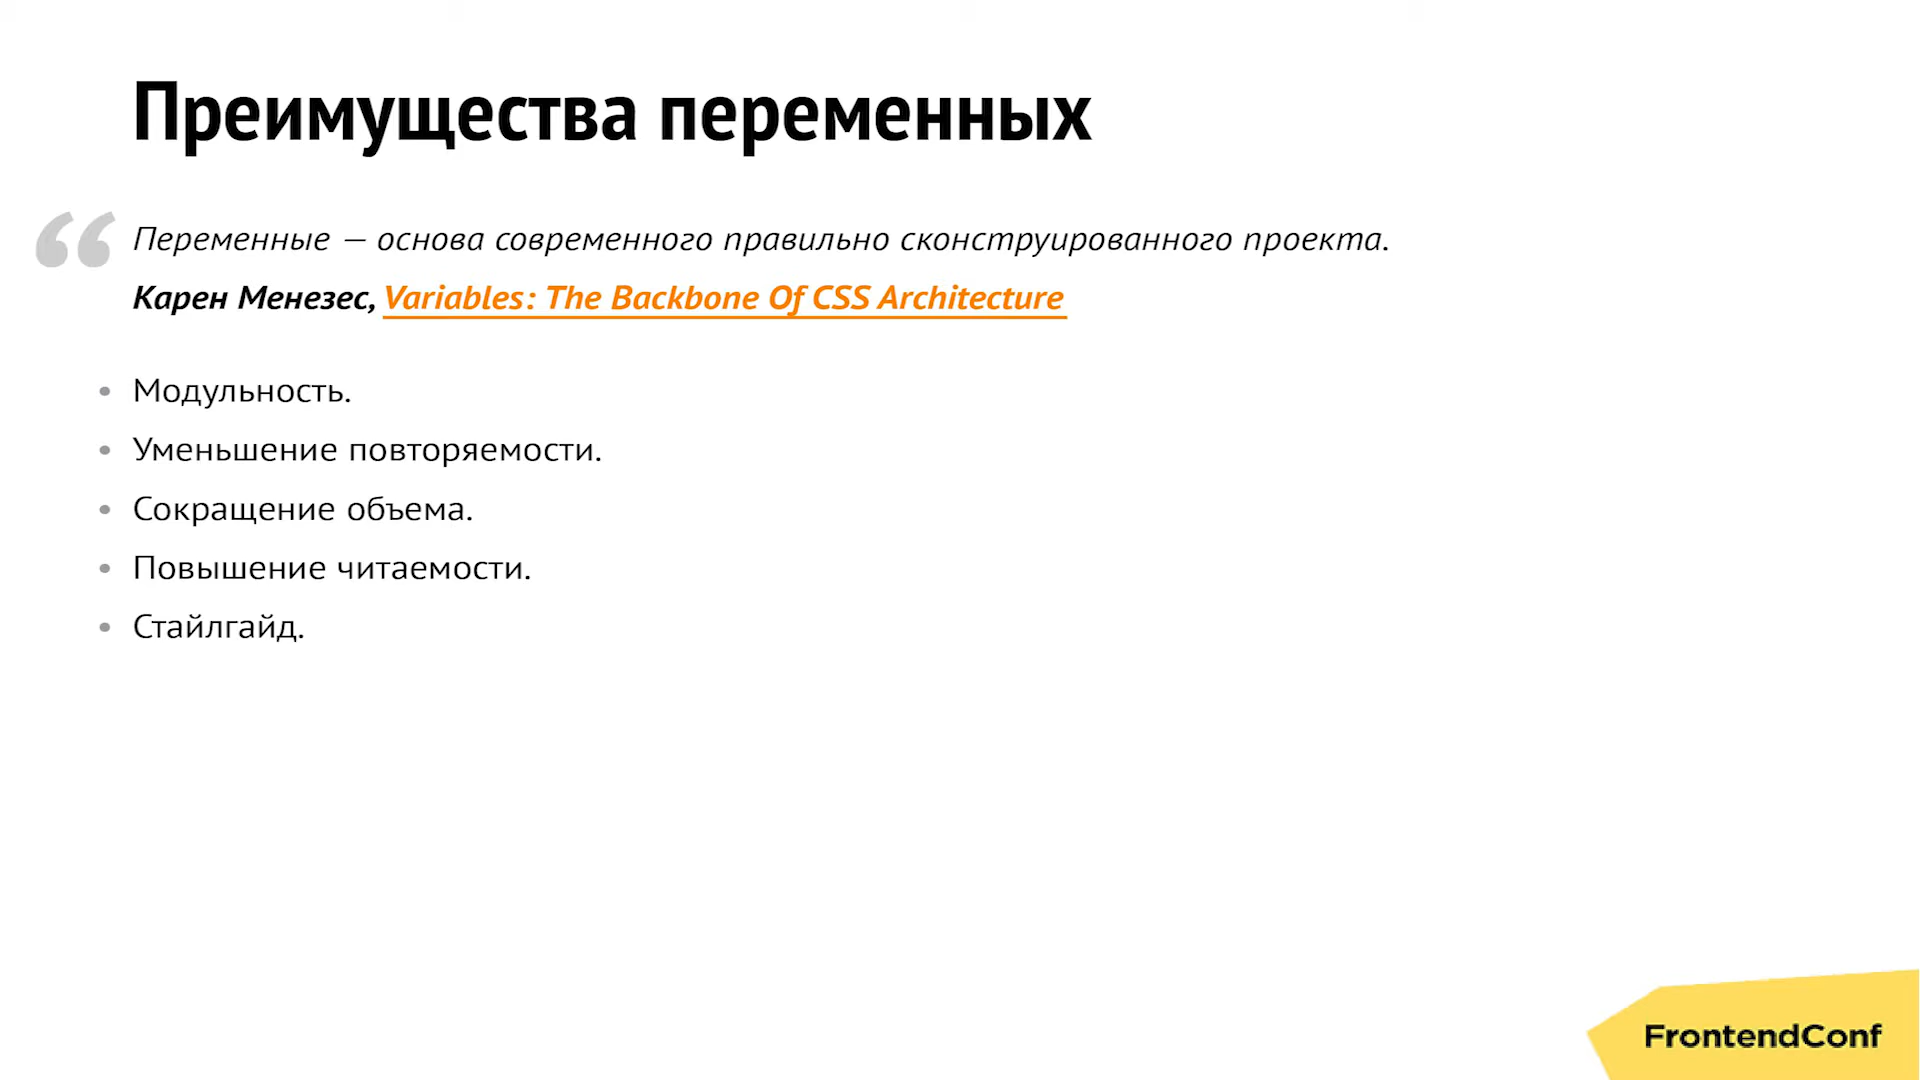 Преимущества переменных
“ Переменные — основа современного правильно сконструированного проекта.
Карен Менезес, Variables: The Backbone Of CSS Architecture
• Модульность.
• Уменьшение повторяемости.
• Сокращение объема.
• Повышение читаемости.
• Стайлгайд.
FrontendConf